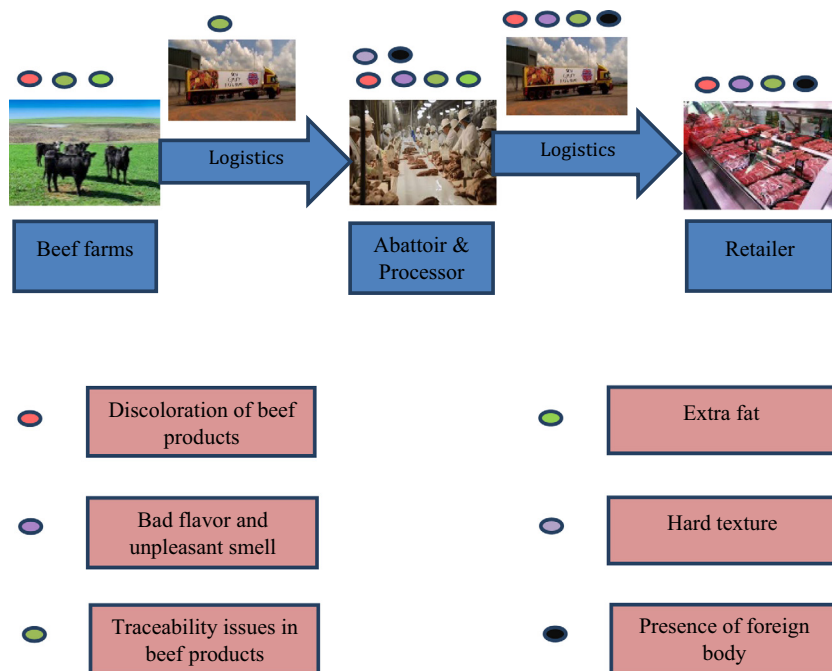 Logistics
Logistics
Beef farms
Abattoir &
Processor
Retailer
Discoloration of beef
products
Extra fat
Bad flavor and
unpleasant smell
Hard texture
Traceability issues in
beef products
Presence of foreign
body